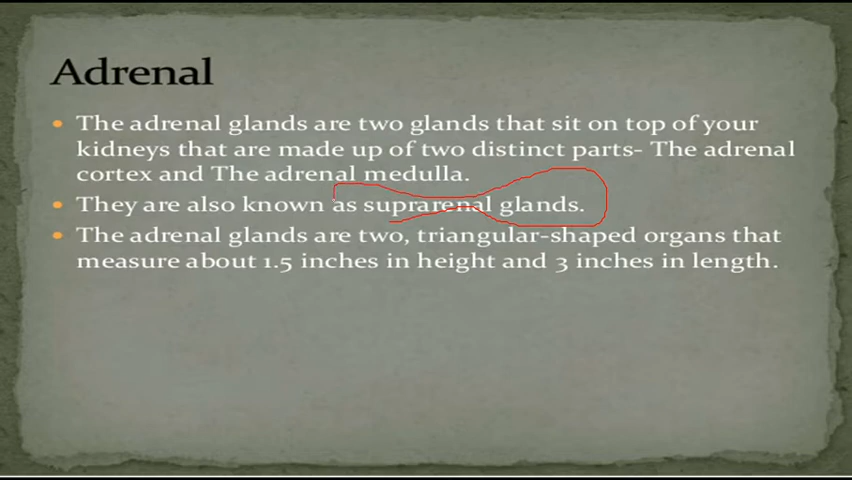 Adrenal
• The adrenal glands are two glands that sit on top of your
kidneys that are made up of two distinct parts- The adrenal
cortex and The adrenal medulla.
• They are also known as suprarenal glands.
• The adrenal glands are two, triangular-shaped organs that
measure about 1.5 inches in height and 3 inches in length.